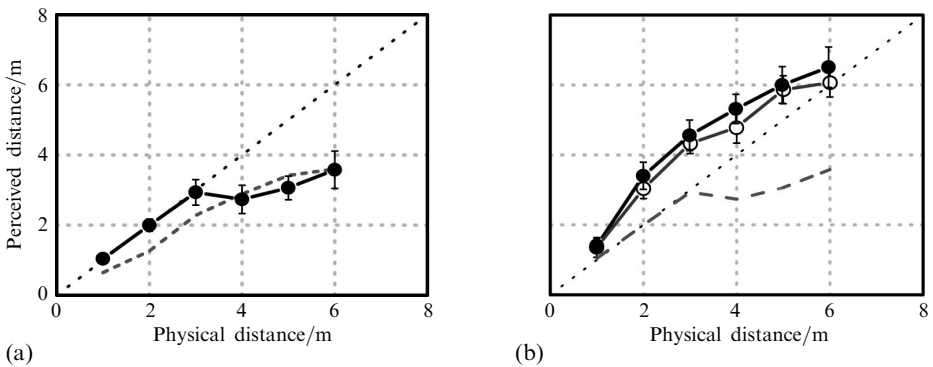 8
6
4
2
0
Perceived distance/m
0 2 4 6 8
Physical distance/m
(a)
0 2 4 6 8
Physical distance/m
(b)